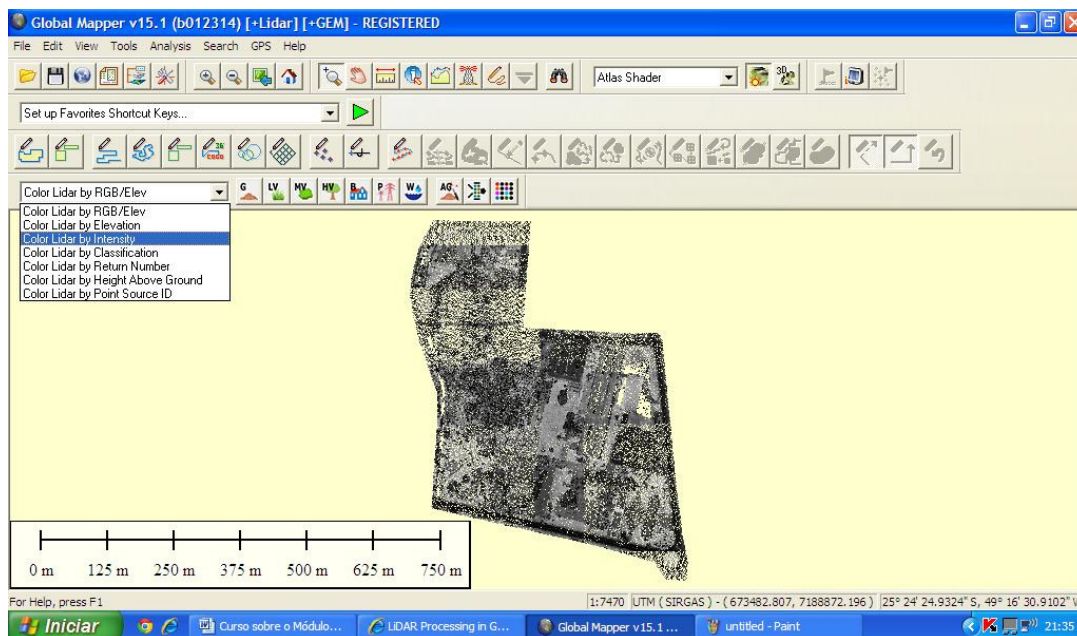 Global Mapper v15.1 (b012314) [+Lidar] [+GEM] - REGISTERED
File Edit View Tools Analysis Search GPS Help
Atlas Shader
3D
Set up Favorites Shortcut Keys...
Color Lidar by RGB/Elev
G LV MV HV B P W AG
Color Lidar by RGB/Elev
Color Lidar by Elevation
Color Lidar by Intensity
Color Lidar by Classification
Color Lidar by Return Number
Color Lidar by Height Above Ground
Color Lidar by Point Source ID
0 m 125 m 250 m 375 m 500 m 625 m 750 m
For Help, press F1
1:7470 UTM ( SIRGAS ) - ( 673482.807, 7188872.196 ) 25° 24' 24.9324" S, 49° 16' 30.9102"
Iniciar Curso sobre o Módulo... LiDAR Processing in G... Global Mapper v15.1 ... untitled - Paint 21:35